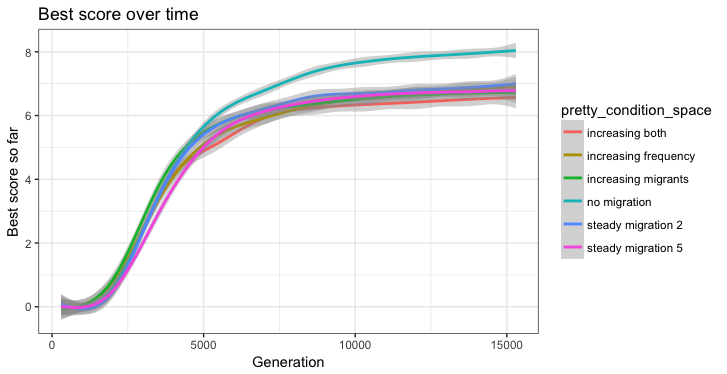 Best score over time
8
6
4
2
0
Best score so far
0
5000
10000
15000
Generation
pretty_condition_space
increasing both
increasing frequency
increasing migrants
no migration
steady migration 2
steady migration 5